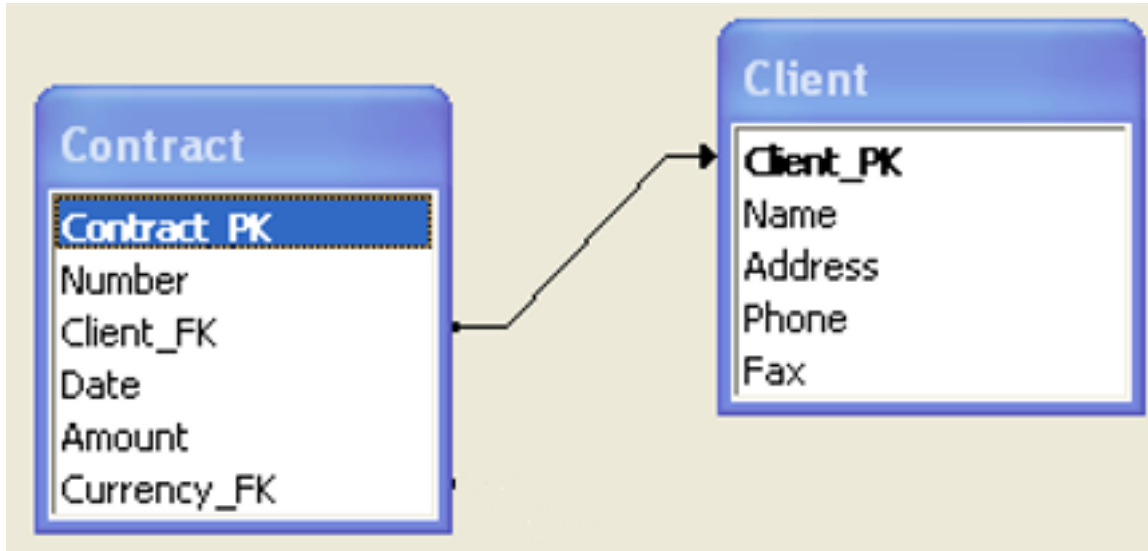 Contract
Contract_PK
Number
Client_FK
Date
Amount
Currency_FK
Client
Client_PK
Name
Address
Phone
Fax